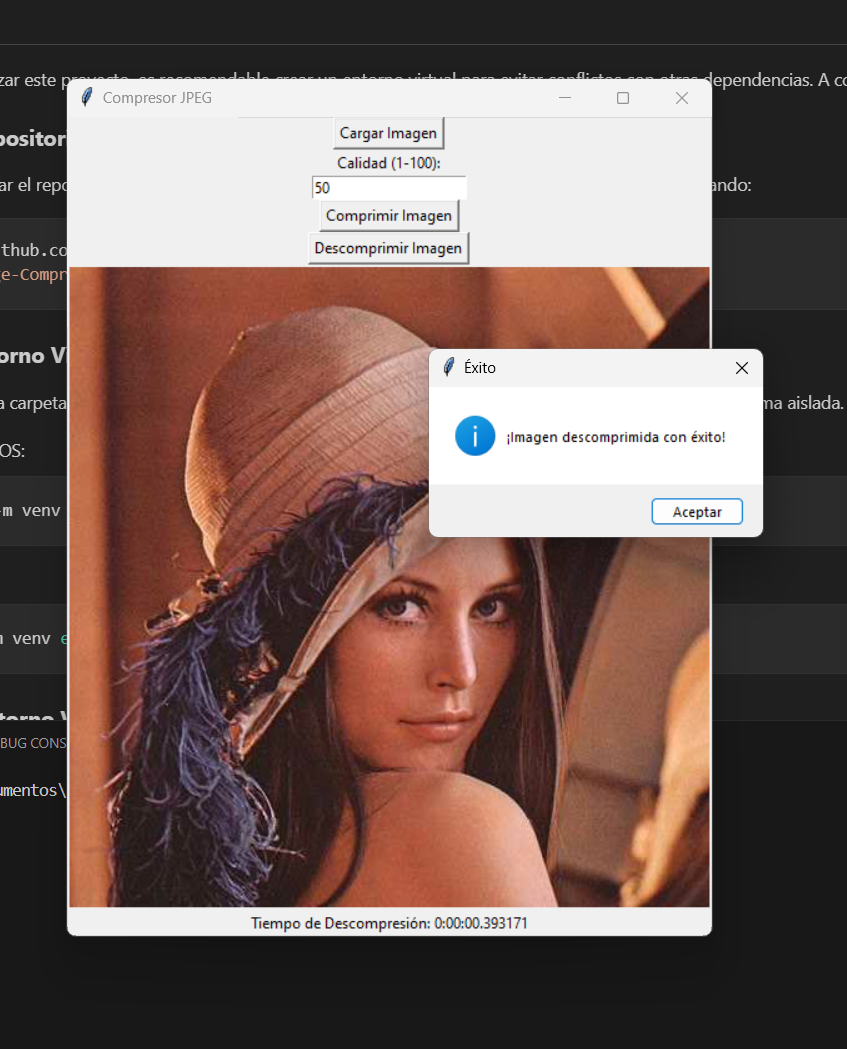 zar este proyecto, es recomendable crear un entorno virtual para evitar conflictos con otras dependencias. A co
Compresor JPEG
positori
Cargar Imagen
Calidad (1-100):
ar el repo
ando:
50
Comprimir Imagen
Descomprimir Imagen
thub.co
e-Compr
orno V
Éxito
a carpeta
ma aislada.
¡Imagen descomprimida con éxito!
OS:
-m venv
Aceptar
n venv e
torno V
BUG CONS
umentos\
Tiempo de Descompresión: 0:00:00.393171